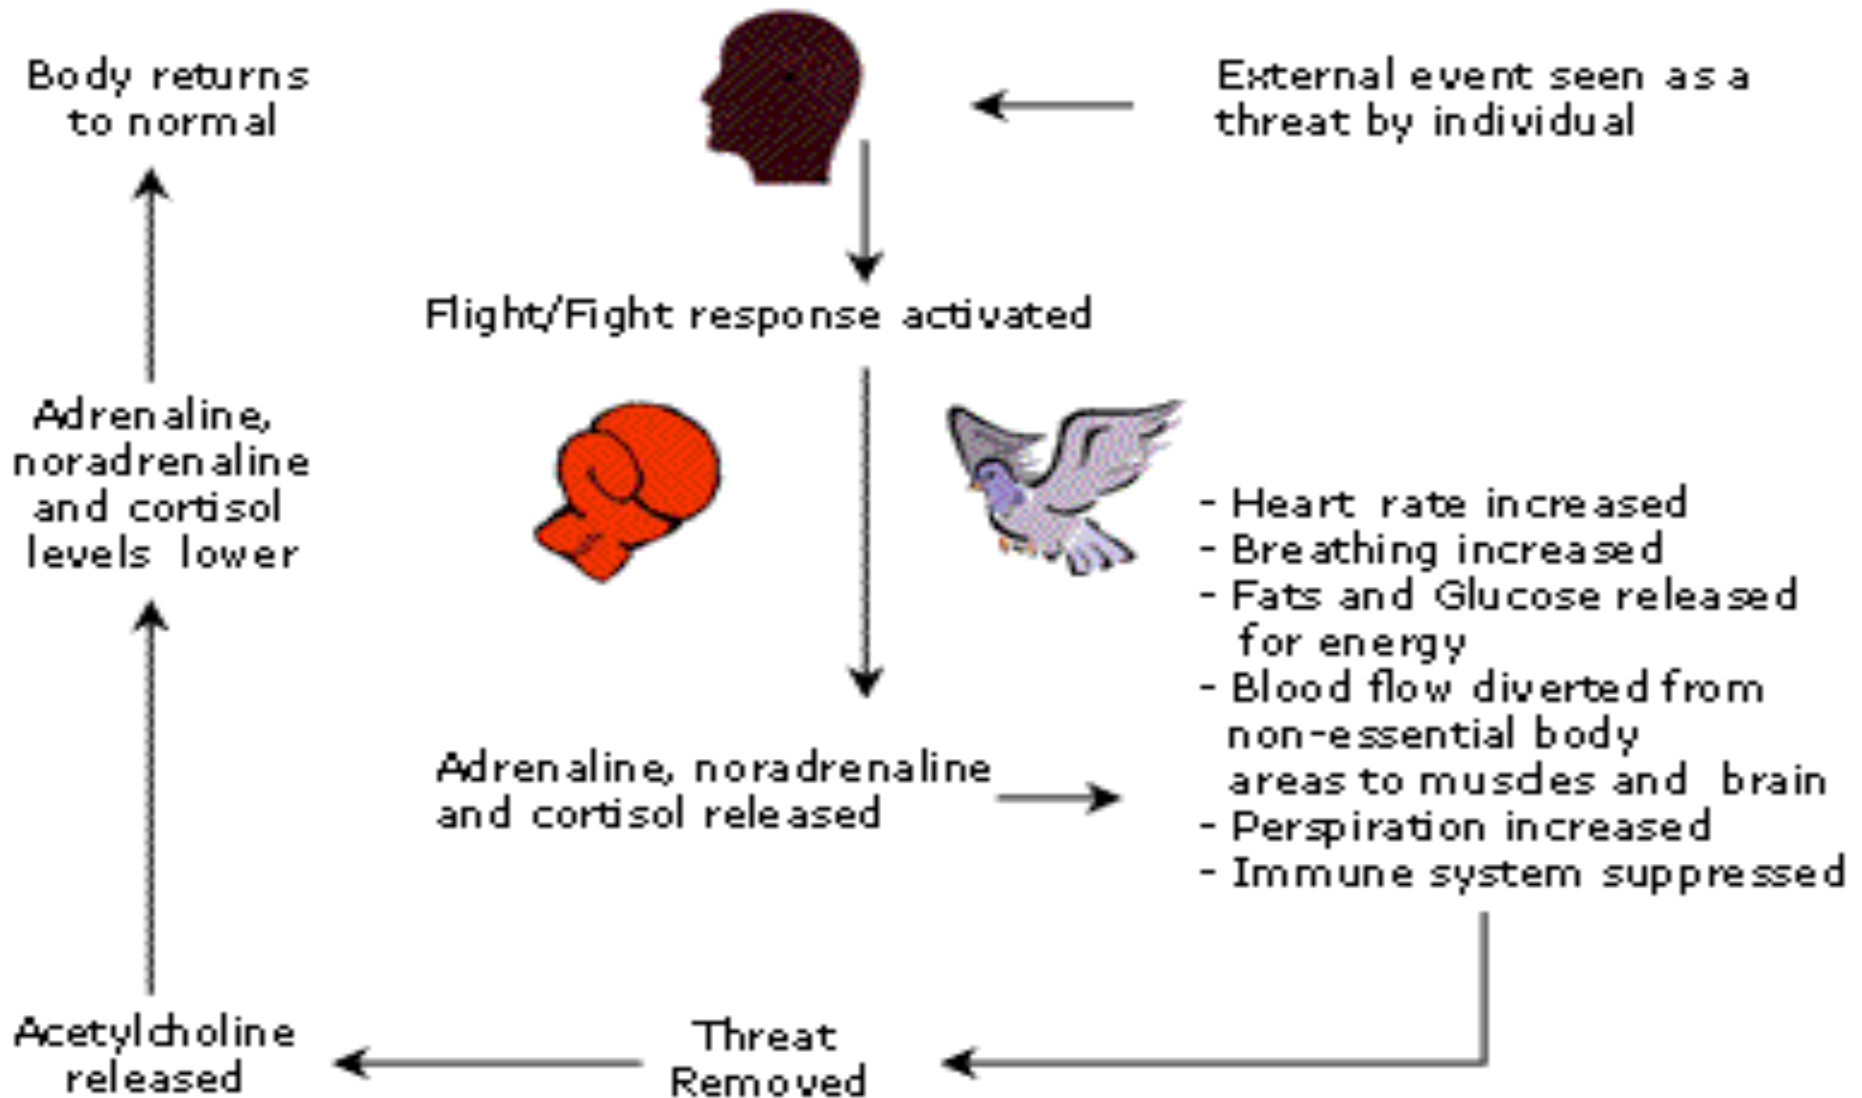 External event seen as a
threat by individual
Flight/Fight response activated
Adrenaline, noradrenaline
and cortisol released
- Heart rate increased
- Breathing increased
- Fats and Glucose released
for energy
- Blood flow diverted from
non-essential body
areas to muscles and brain
- Perspiration increased
- Immune system suppressed
Threat
Removed
Acetylcholine
released
Adrenaline,
noradrenaline
and cortisol
levels lower
Body returns
to normal